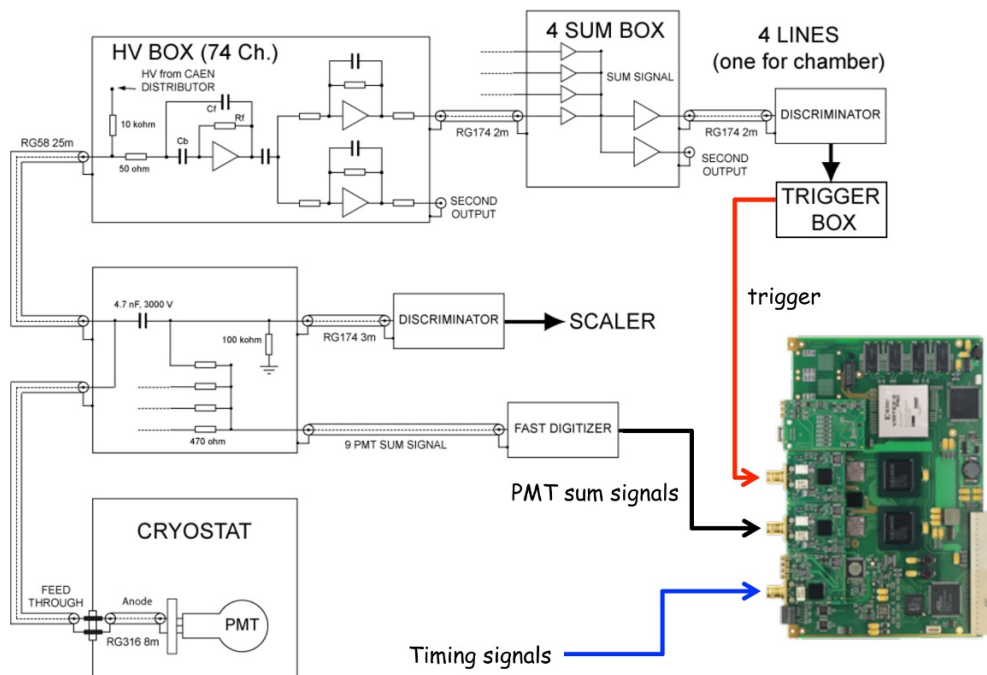 HV BOX (74 Ch.)
HV from CAEN
DISTRIBUTOR
10 kohm
Cf
Rf
Cb
50 ohm
RG58 25m
SECOND
OUTPUT
RG174 2m
4 SUM BOX
SUM SIGNAL
4 LINES
(one for chamber)
RG174 2m
SECOND
OUTPUT
DISCRIMINATOR
TRIGGER
BOX
trigger
4.7 nF, 3000 V
100 kohm
470 ohm
RG174 3m
DISCRIMINATOR
SCALER
9 PMT SUM SIGNAL
FAST DIGITIZER
PMT sum signals
CRYOSTAT
FEED
THROUGH
Anode
RG316 8m
PMT
Timing signals